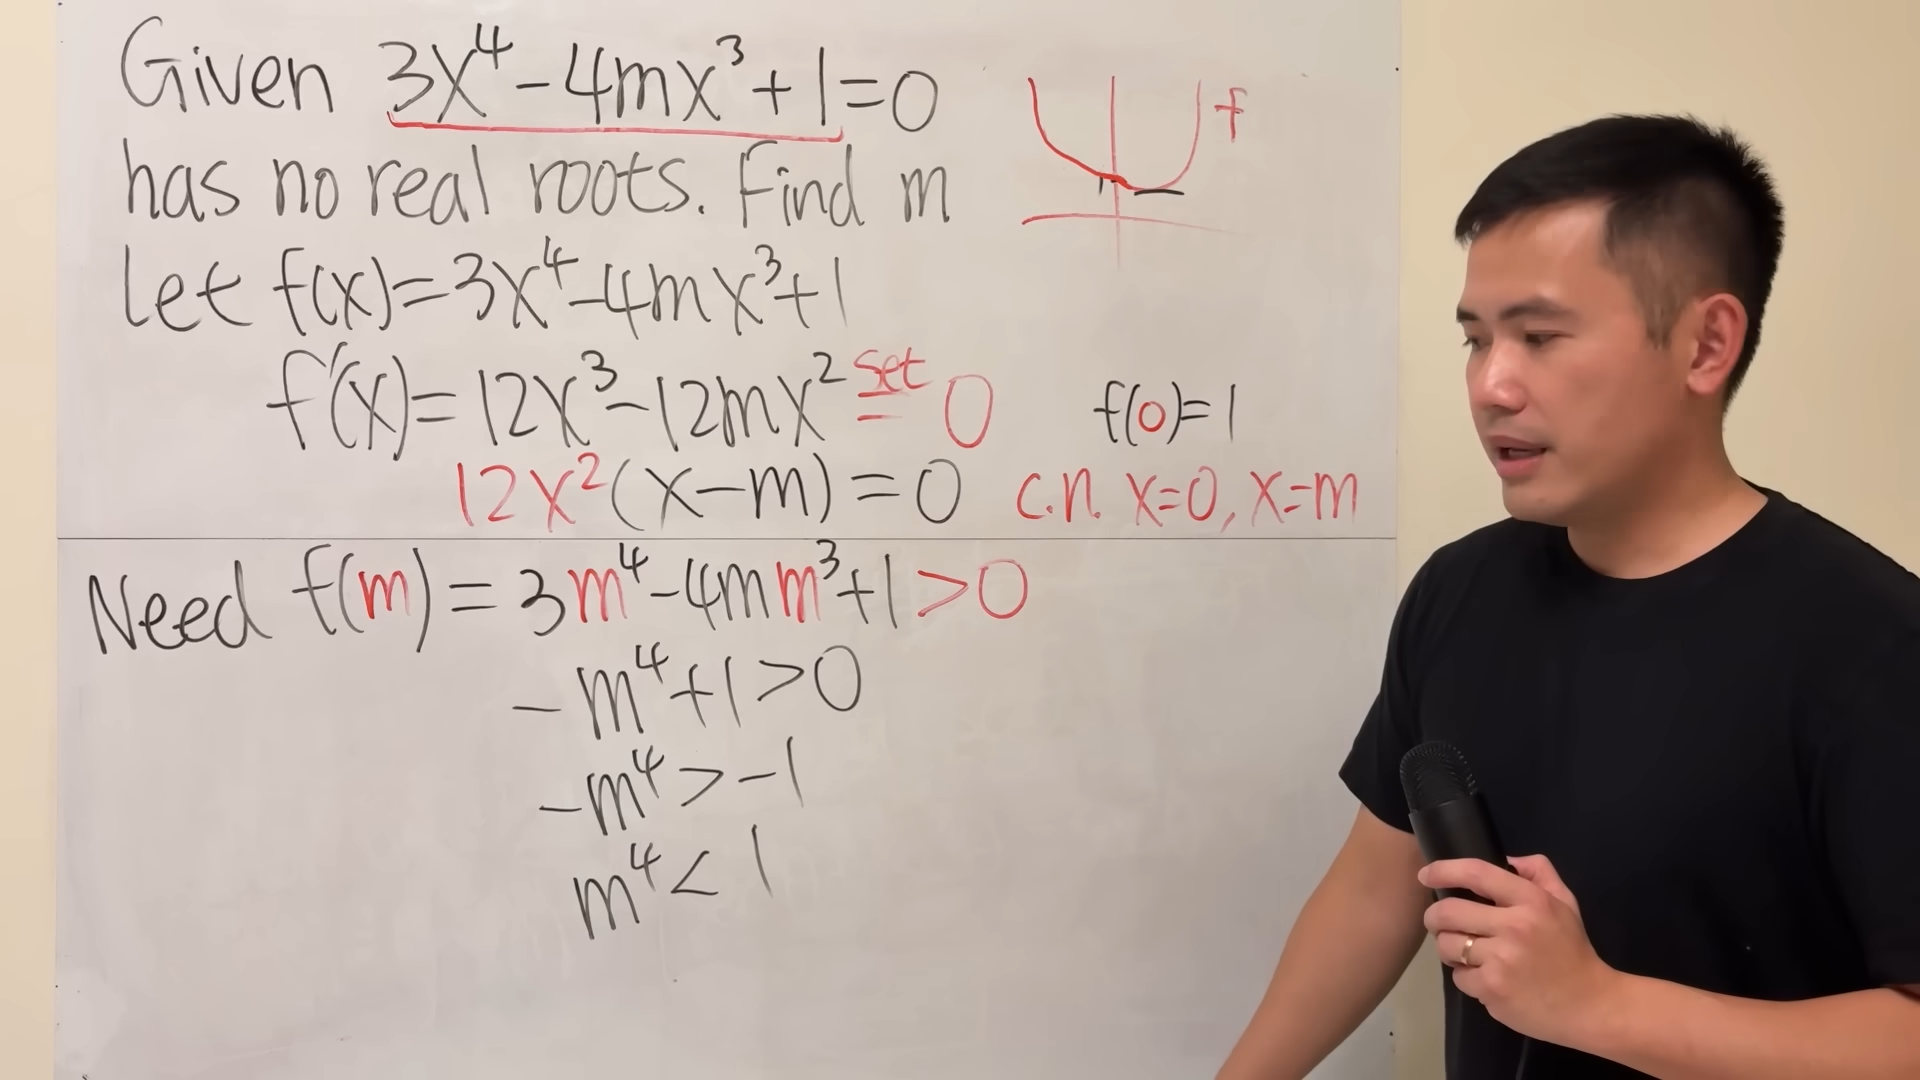 Given 3x⁴-4mx³+1=0
f
has no real roots. Find m
Let f(x)=3x⁴-4mx³+1
f'(x)=12x³-12mx² set = 0
f(0)=1
12x²(x-m)=0 c.n. x=0, x=m
Need f(m)=3m⁴-4mm³+1>0
-m⁴+1>0
-m⁴>-1
m⁴<1